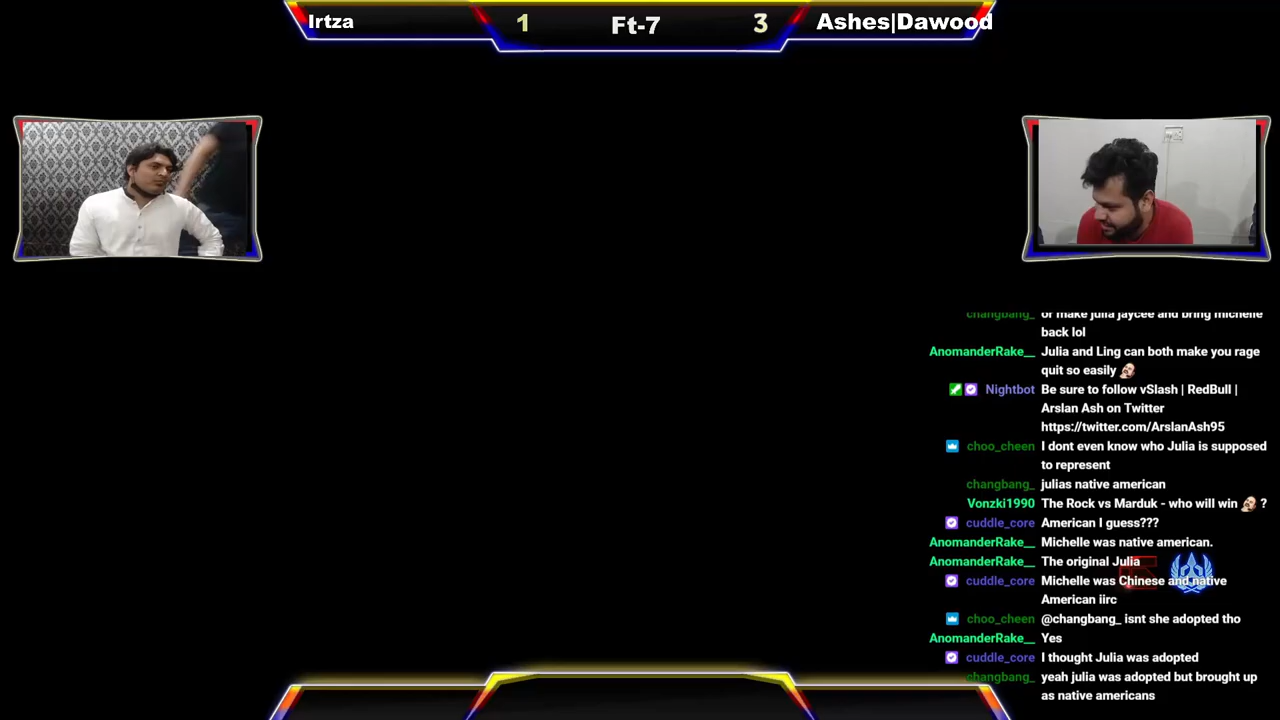 Irtza 1 Ft-7 3 Ashes|Dawood
changbang_ or make julia jaycee and bring michelle
back lol
AnomanderRake__ Julia and Ling can both make you rage
quit so easily
Nightbot Be sure to follow vSlash | RedBull |
Arslan Ash on Twitter
https://twitter.com/ArslanAsh95
choo_cheen I dont even know who Julia is supposed
to represent
changbang_ julias native american
Vonzki1990 The Rock vs Marduk - who will win ?
cuddle_core American I guess???
AnomanderRake__ Michelle was native american.
AnomanderRake__ The original Julia
cuddle_core Michelle was Chinese and native
American iirc
choo_cheen @changbang_ isnt she adopted tho
AnomanderRake__ Yes
cuddle_core I thought Julia was adopted
changbang_ yeah julia was adopted but brought up
as native americans